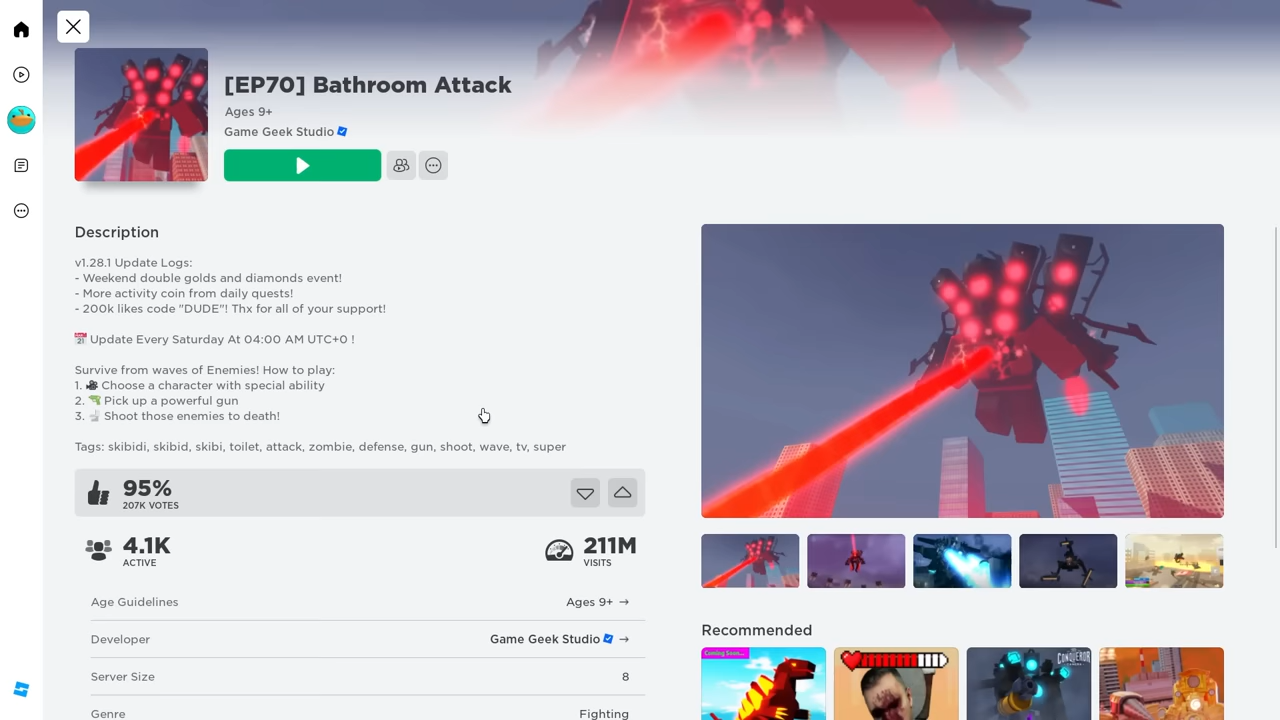 [EP70] Bathroom Attack
Ages 9+
Game Geek Studio
Description
v1.28.1 Update Logs:
- Weekend double golds and diamonds event!
- More activity coin from daily quests!
- 200k likes code "DUDE"! Thx for all of your support!
📅 Update Every Saturday At 04:00 AM UTC+0 !
Survive from waves of Enemies! How to play:
1. 🎥 Choose a character with special ability
2. 🔫 Pick up a powerful gun
3. 🚽 Shoot those enemies to death!
Tags: skibidi, skibid, skibi, toilet, attack, zombie, defense, gun, shoot, wave, tv, super
95%
207K VOTES
4.1K
ACTIVE
211M
VISITS
Age Guidelines
Ages 9+ →
Developer
Game Geek Studio →
Server Size
8
Genre
Fighting
Recommended
Coming Soon...
CONQUEROR